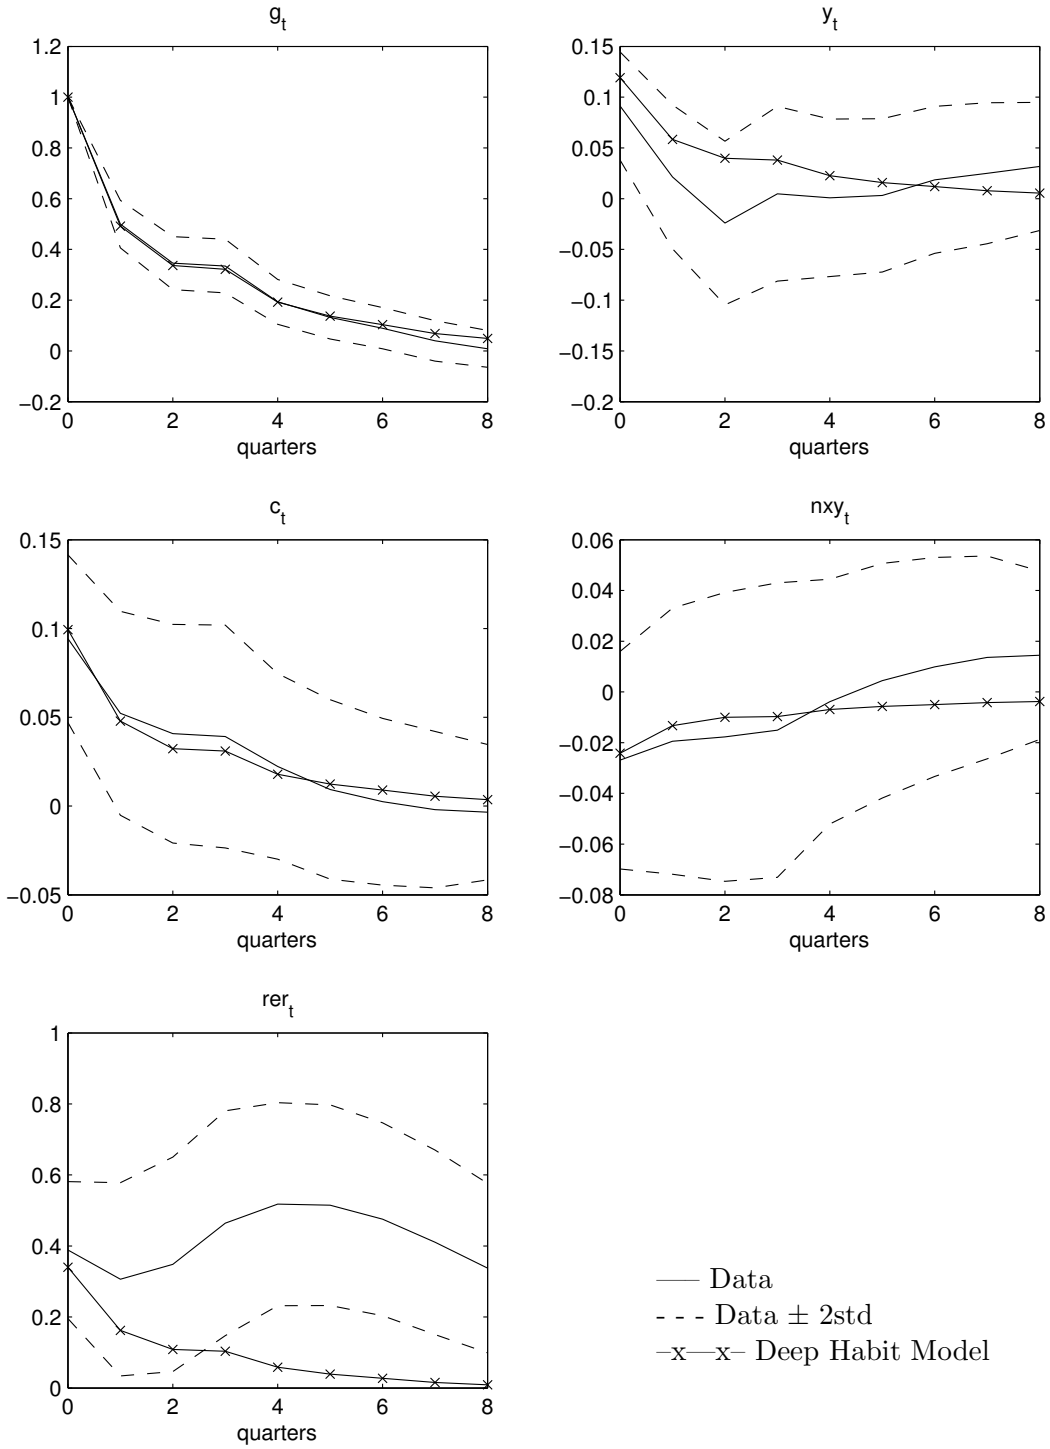 g_t
1.2
1
0.8
0.6
0.4
0.2
0
−0.2
0 2 4 6 8
quarters
y_t
0.15
0.1
0.05
0
−0.05
−0.1
−0.15
−0.2
0 2 4 6 8
quarters
c_t
0.15
0.1
0.05
0
−0.05
0 2 4 6 8
quarters
nxy_t
0.06
0.04
0.02
0
−0.02
−0.04
−0.06
−0.08
0 2 4 6 8
quarters
rer_t
1
0.8
0.6
0.4
0.2
0
0 2 4 6 8
quarters
—— Data
- - - - Data ± 2std
–x—x– Deep Habit Model